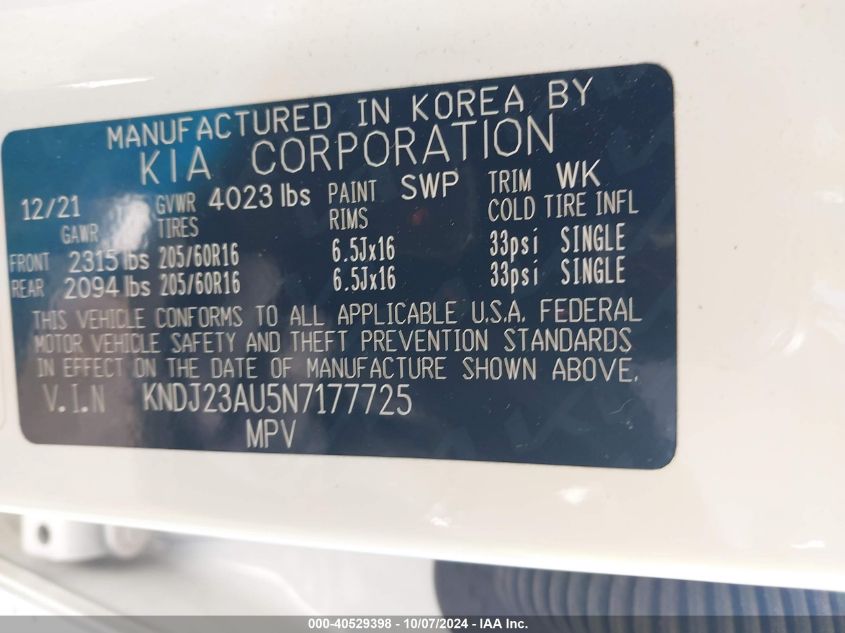 MANUFACTURED IN KOREA BY
KIA CORPORATION
12/21 GVWR 4023 lbs PAINT SWP TRIM WK
GAWR TIRES RIMS COLD TIRE INFL
FRONT 2315 lbs 205/60R16 6.5Jx16 33psi SINGLE
REAR 2094 lbs 205/60R16 6.5Jx16 33psi SINGLE
THIS VEHICLE CONFORMS TO ALL APPLICABLE U.S.A. FEDERAL
MOTOR VEHICLE SAFETY AND THEFT PREVENTION STANDARDS
IN EFFECT ON THE DATE OF MANUFACTURE SHOWN ABOVE.
V.I.N KNDJ23AU5N7177725
MPV
000-40529398 - 10/07/2024 - IAA Inc.